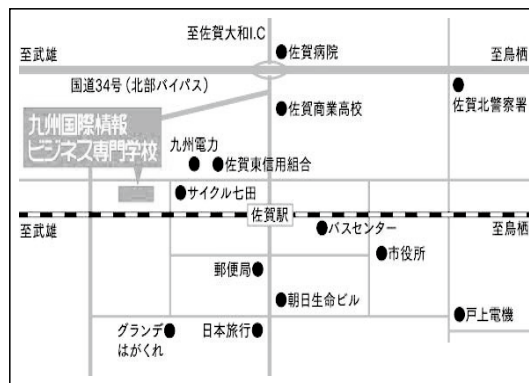 至佐賀大和I.C
至武雄
佐賀病院
至鳥栖
国道34号(北部バイパス)
佐賀北警察署
佐賀商業高校
九州国際情報
ビジネス専門学校
九州電力
佐賀東信用組合
サイクル七田
佐賀駅
至武雄
バスセンター
至鳥栖
市役所
郵便局
朝日生命ビル
戸上電機
グランデ
はがくれ
日本旅行